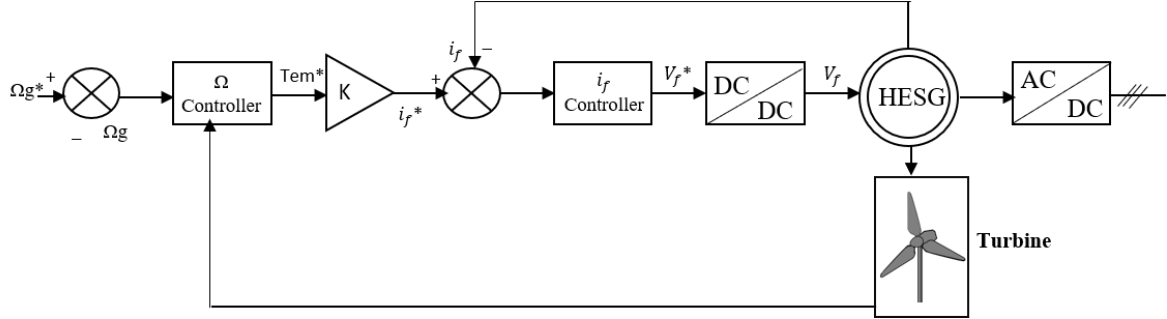 Ωg*
+
−
Ωg
Ω
Controller
Tem*
K
i_f*
+
i_f
−
i_f
Controller
V_f*
DC
DC
V_f
HESG
AC
DC
Turbine